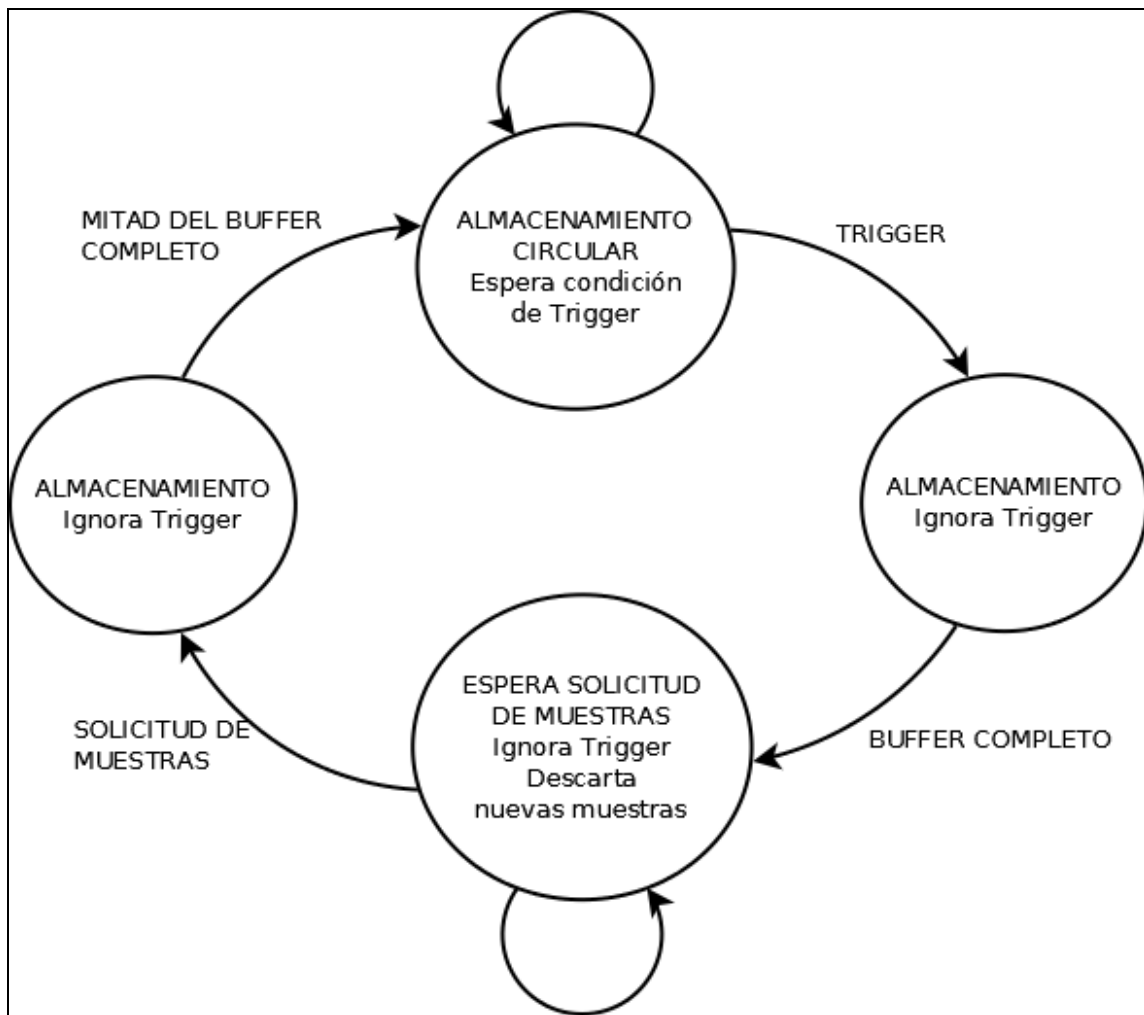 MITAD DEL BUFFER
COMPLETO
ALMACENAMIENTO
CIRCULAR
Espera condición
de Trigger
TRIGGER
ALMACENAMIENTO
Ignora Trigger
ALMACENAMIENTO
Ignora Trigger
ESPERA SOLICITUD
DE MUESTRAS
Ignora Trigger
Descarta
nuevas muestras
SOLICITUD DE
MUESTRAS
BUFFER COMPLETO